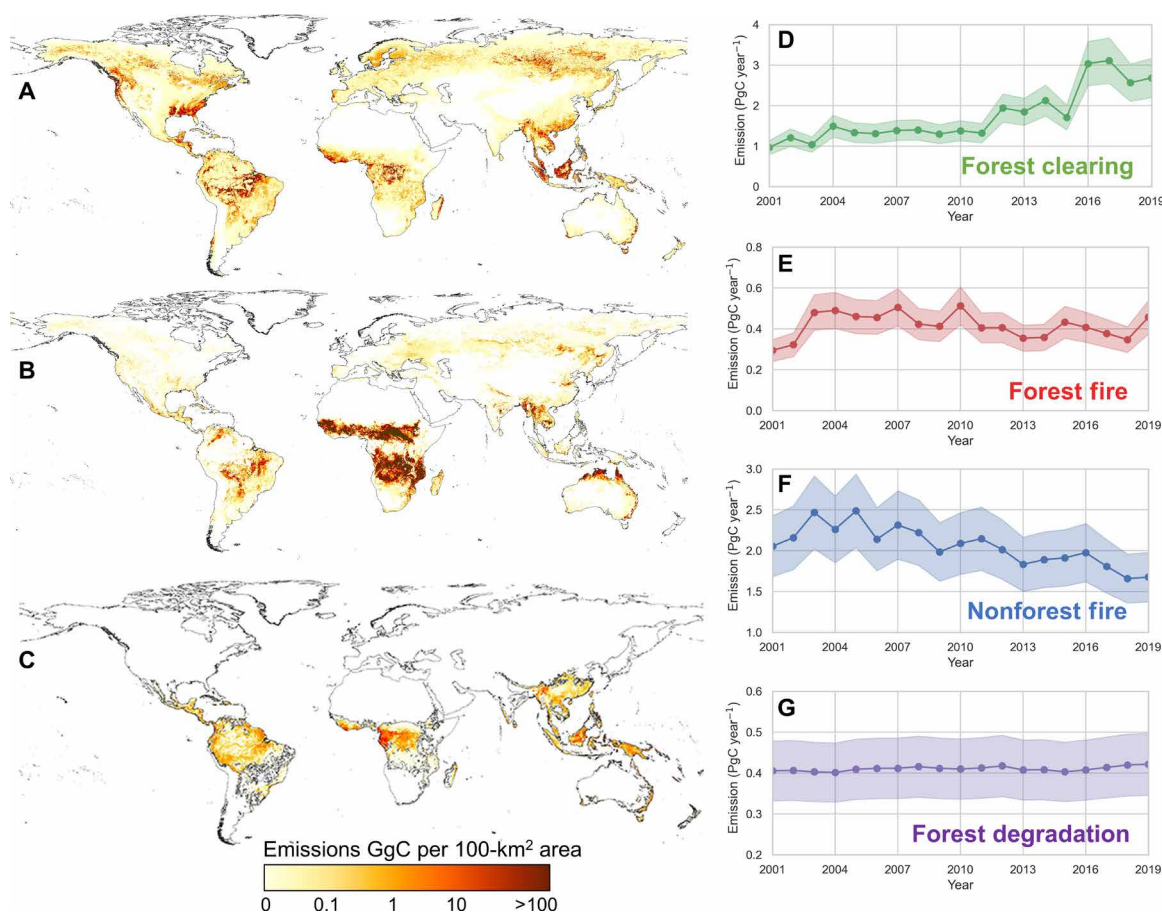 A
B
C
Emissions GgC per 100-km² area
0 0.1 1 10 >100
D
Emission (PgC year⁻¹)
4
3
2
1
0
Forest clearing
2001 2004 2007 2010 2013 2016 2019
Year
E
Emission (PgC year⁻¹)
0.8
0.6
0.4
0.2
0.0
Forest fire
2001 2004 2007 2010 2013 2016 2019
Year
F
Emission (PgC year⁻¹)
3.0
2.5
2.0
1.5
1.0
Nonforest fire
2001 2004 2007 2010 2013 2016 2019
Year
G
Emission (PgC year⁻¹)
0.6
0.5
0.4
0.3
0.2
Forest degradation
2001 2004 2007 2010 2013 2016 2019
Year